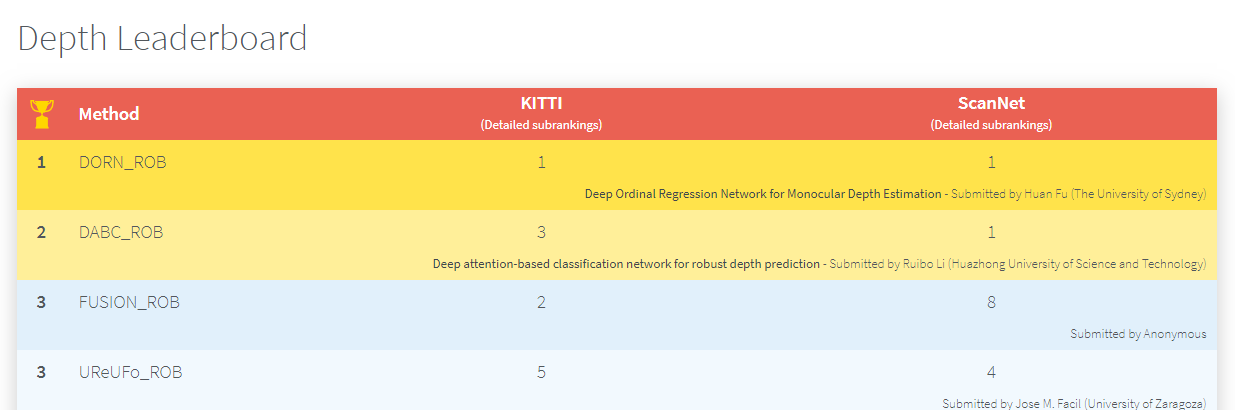 Depth Leaderboard
Method KITTI ScanNet
(Detailed subrankings) (Detailed subrankings)
1 DORN_ROB 1 1
Deep Ordinal Regression Network for Monocular Depth Estimation - Submitted by Huan Fu (The University of Sydney)
2 DABC_ROB 3 1
Deep attention-based classification network for robust depth prediction - Submitted by Ruibo Li (Huazhong University of Science and Technology)
3 FUSION_ROB 2 8
Submitted by Anonymous
3 UReUFo_ROB 5 4
Submitted by Jose M. Facil (University of Zaragoza)